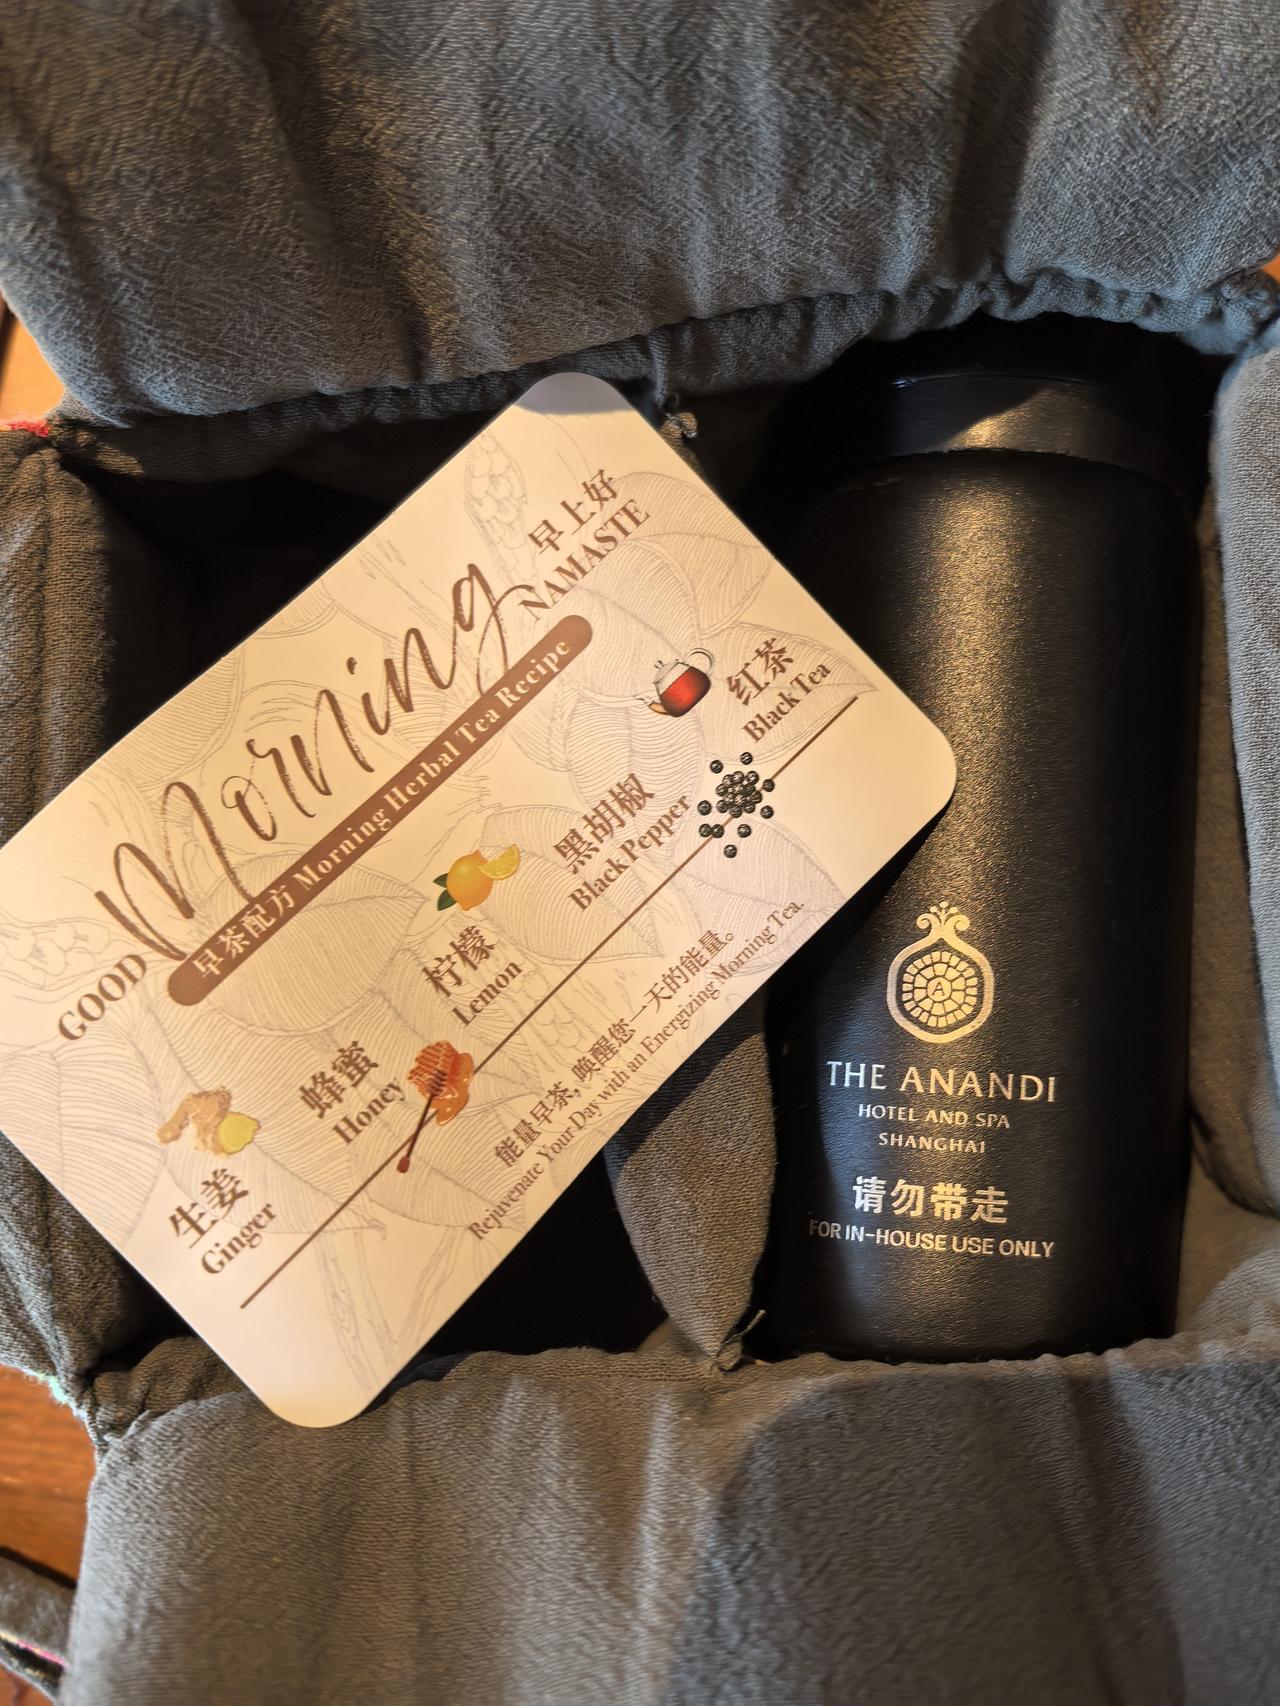 GOOD Morning
早上好
NAMASTE
早茶配方 Morning Herbal Tea Recipe
生姜
Ginger
蜂蜜
Honey
柠檬
Lemon
黑胡椒
Black Pepper
红茶
Black Tea
能量早茶，唤醒您一天的能量。
Rejuvenate Your Day with an Energizing Morning Tea.
A
THE ANANDI
HOTEL AND SPA
SHANGHAI
请勿带走
FOR IN-HOUSE USE ONLY